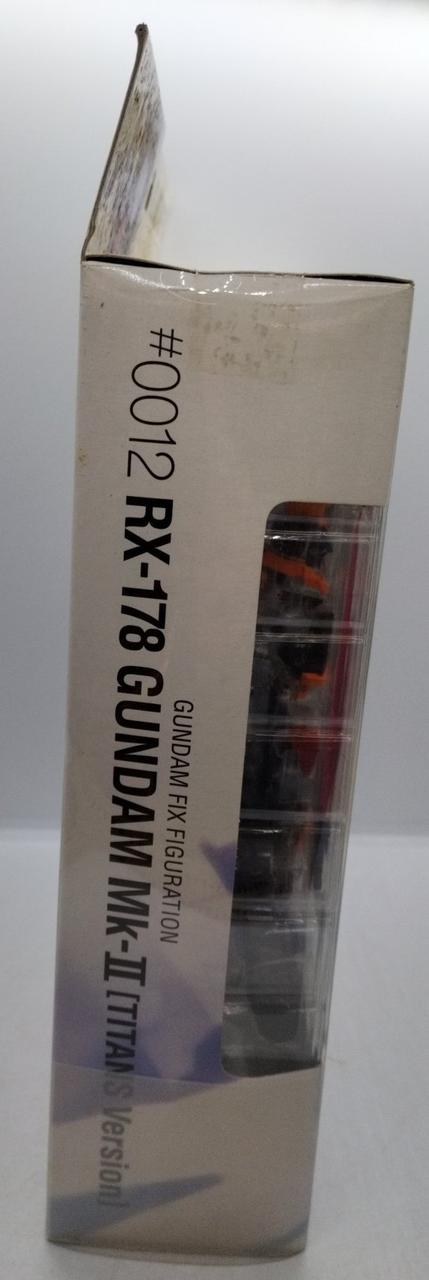 #0012 RX-178 GUNDAM Mk-II [TITANS Version]
GUNDAM FIX FIGURATION